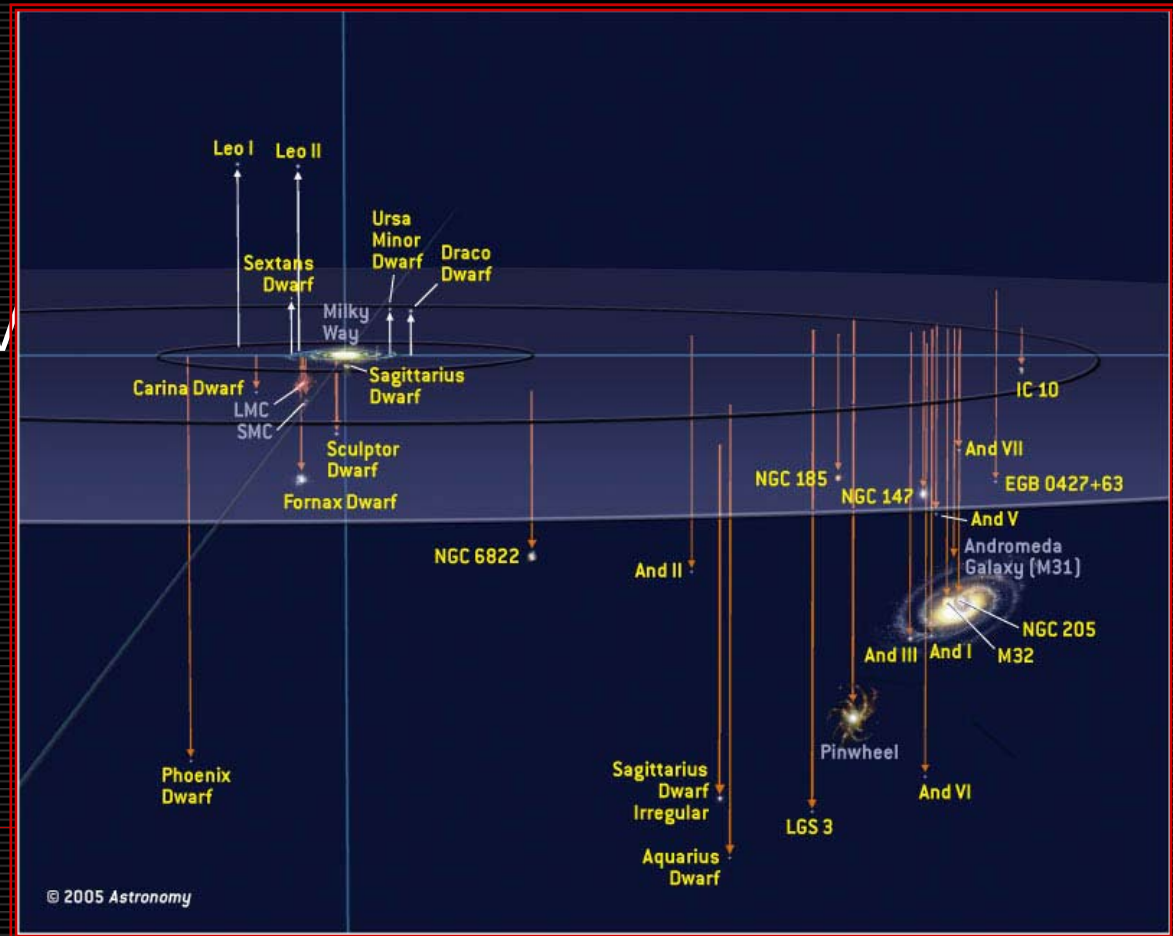 Leo I
Leo II
Ursa
Minor
Dwarf
Draco
Dwarf
Sextans
Dwarf
Milky
Way
Carina Dwarf
LMC
SMC
Sagittarius
Dwarf
Sculptor
Dwarf
Fornax Dwarf
IC 10
And VII
NGC 185
NGC 147
EGB 0427+63
And V
Andromeda
Galaxy (M31)
NGC 6822
And II
NGC 205
And III
And I
M32
Pinwheel
Phoenix
Dwarf
Sagittarius
Dwarf
Irregular
And VI
LGS 3
Aquarius
Dwarf
© 2005 Astronomy